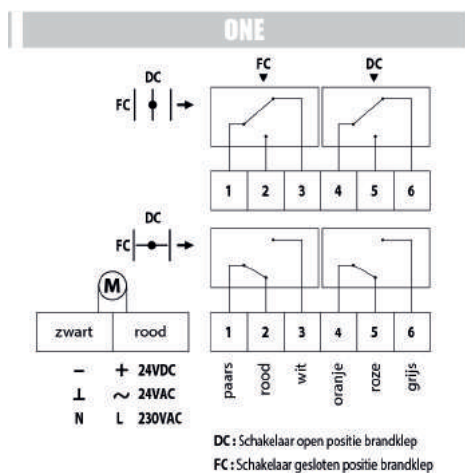 ONE
FC DC
DC
FC
1 2 3 4 5 6
DC
FC
M
zwart rood
1 2 3 4 5 6
paars rood wit oranje roze grijs
– + 24VDC
⊥ ~ 24VAC
N L 230VAC
DC : Schakelaar open positie brandklep
FC : Schakelaar gesloten positie brandklep